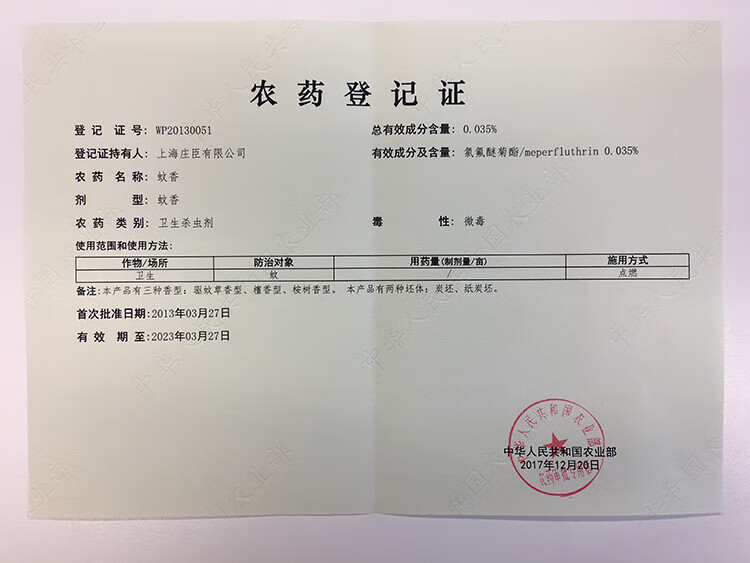 农药登记证
登记证号: WP20130051 总有效成分含量: 0.035%
登记证持有人: 上海庄臣有限公司 有效成分及含量: 氯氟醚菊酯/meperfluthrin 0.035%
农药名称: 蚊香
剂型: 蚊香
农药类别: 卫生杀虫剂 毒性: 微毒
使用范围和使用方法:
作物/场所 防治对象 用药量(制剂量/亩) 施用方式
卫生 蚊 / 点燃
备注: 本产品有三种香型: 驱蚊草香型、檀香型、桉树香型。 本产品有两种坯体: 炭坯、纸炭坯。
首次批准日期: 2013年03月27日
有效期至: 2023年03月27日
中华人民共和国农业部
中华人民共和国农业部
2017年12月20日